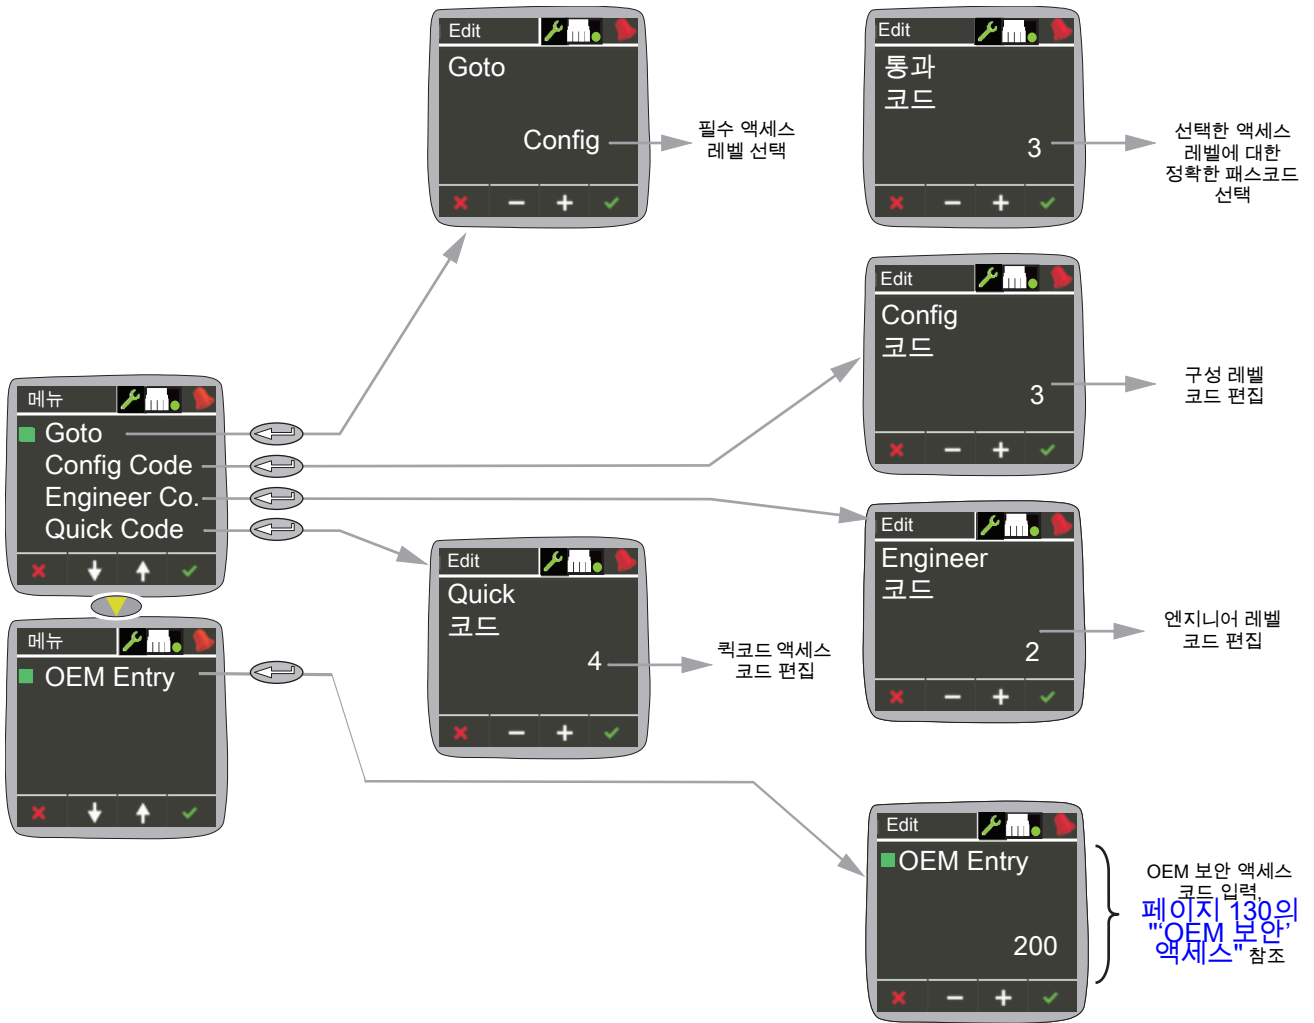 Edit
Goto
Config
필수 액세스
레벨 선택
Edit
통과
코드
3
선택한 액세스
레벨에 대한
정확한 패스코드
선택
Edit
Config
코드
3
구성 레벨
코드 편집
메뉴
Goto
Config Code
Engineer Co.
Quick Code
Edit
Engineer
코드
2
엔지니어 레벨
코드 편집
Edit
Quick
코드
4
퀵코드 액세스
코드 편집
메뉴
OEM Entry
Edit
OEM Entry
200
OEM 보안 액세스
코드 입력,
페이지 130의
"‘OEM 보안’
액세스" 참조